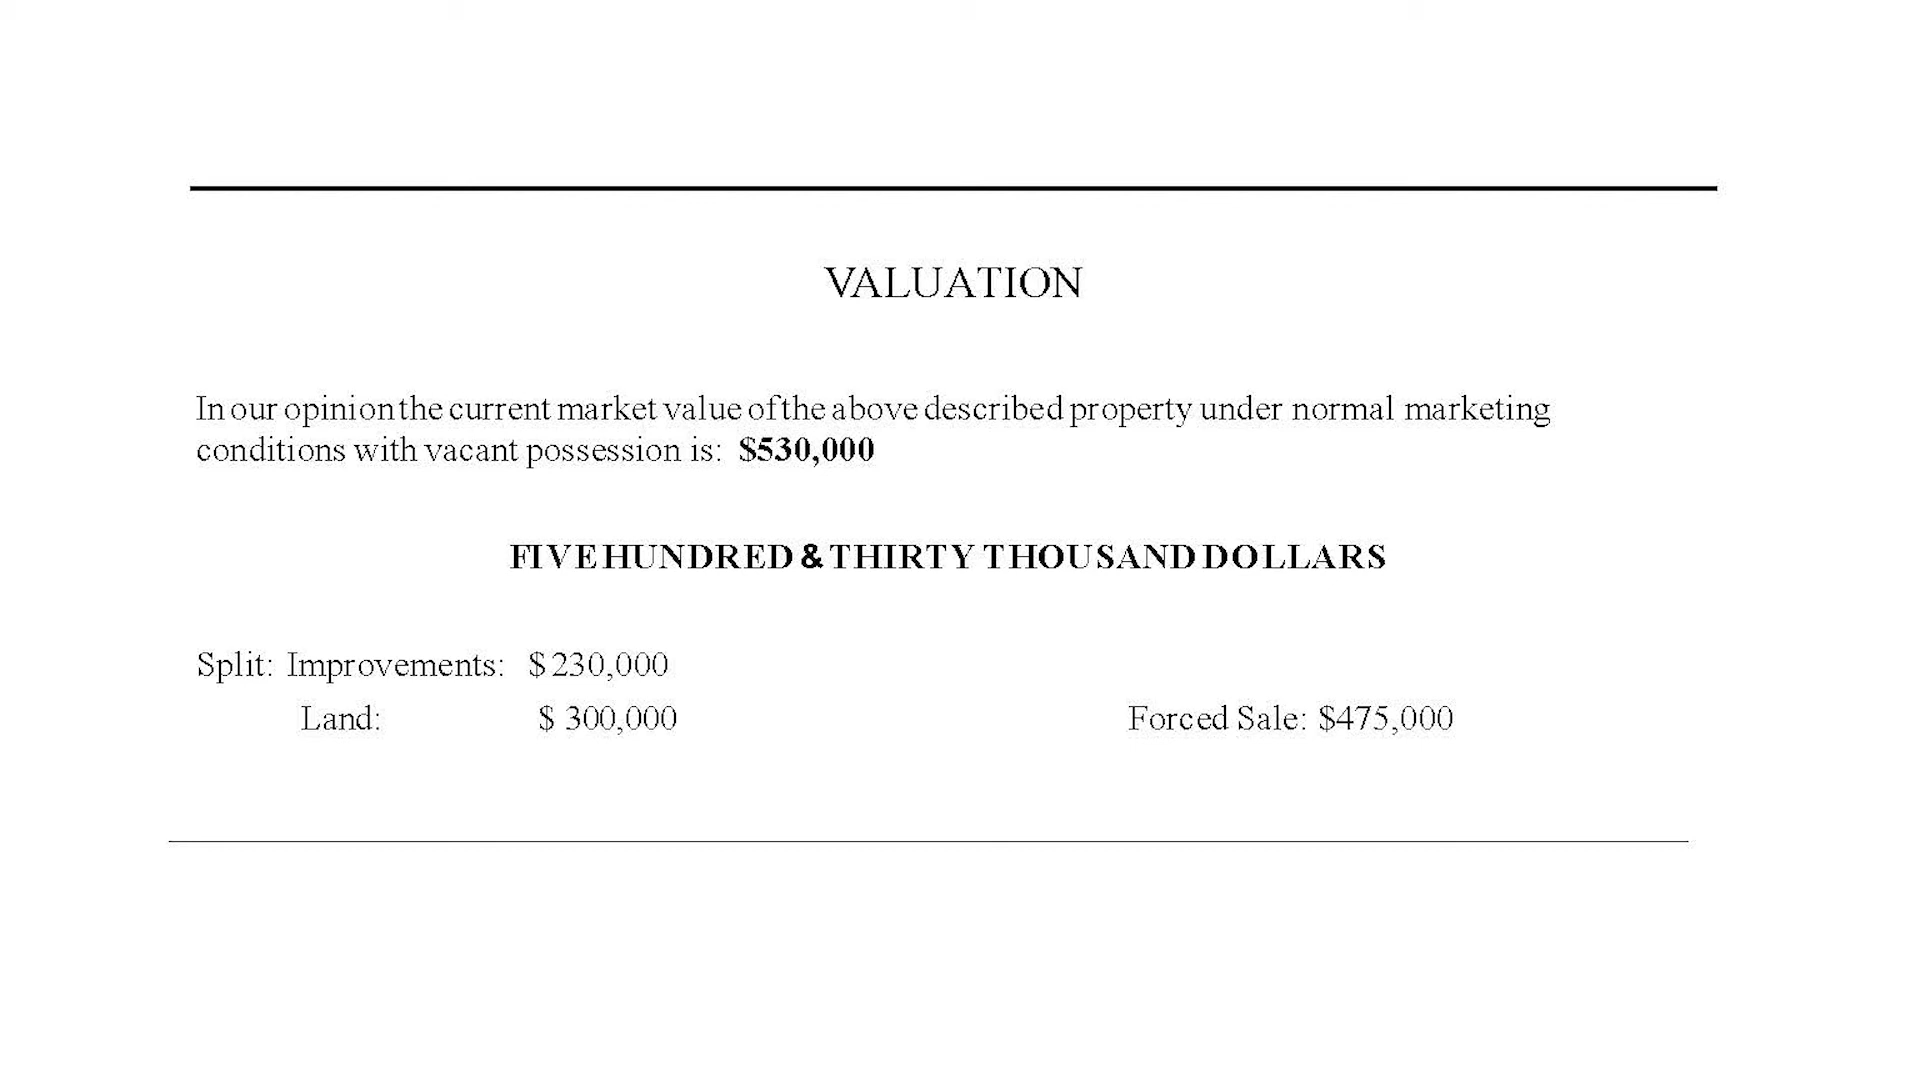 VALUATION
In our opinion the current market value of the above described property under normal marketing
conditions with vacant possession is: $530,000
FIVE HUNDRED & THIRTY THOUSAND DOLLARS
Split: Improvements: $ 230,000
Land: $ 300,000 Forced Sale: $475,000